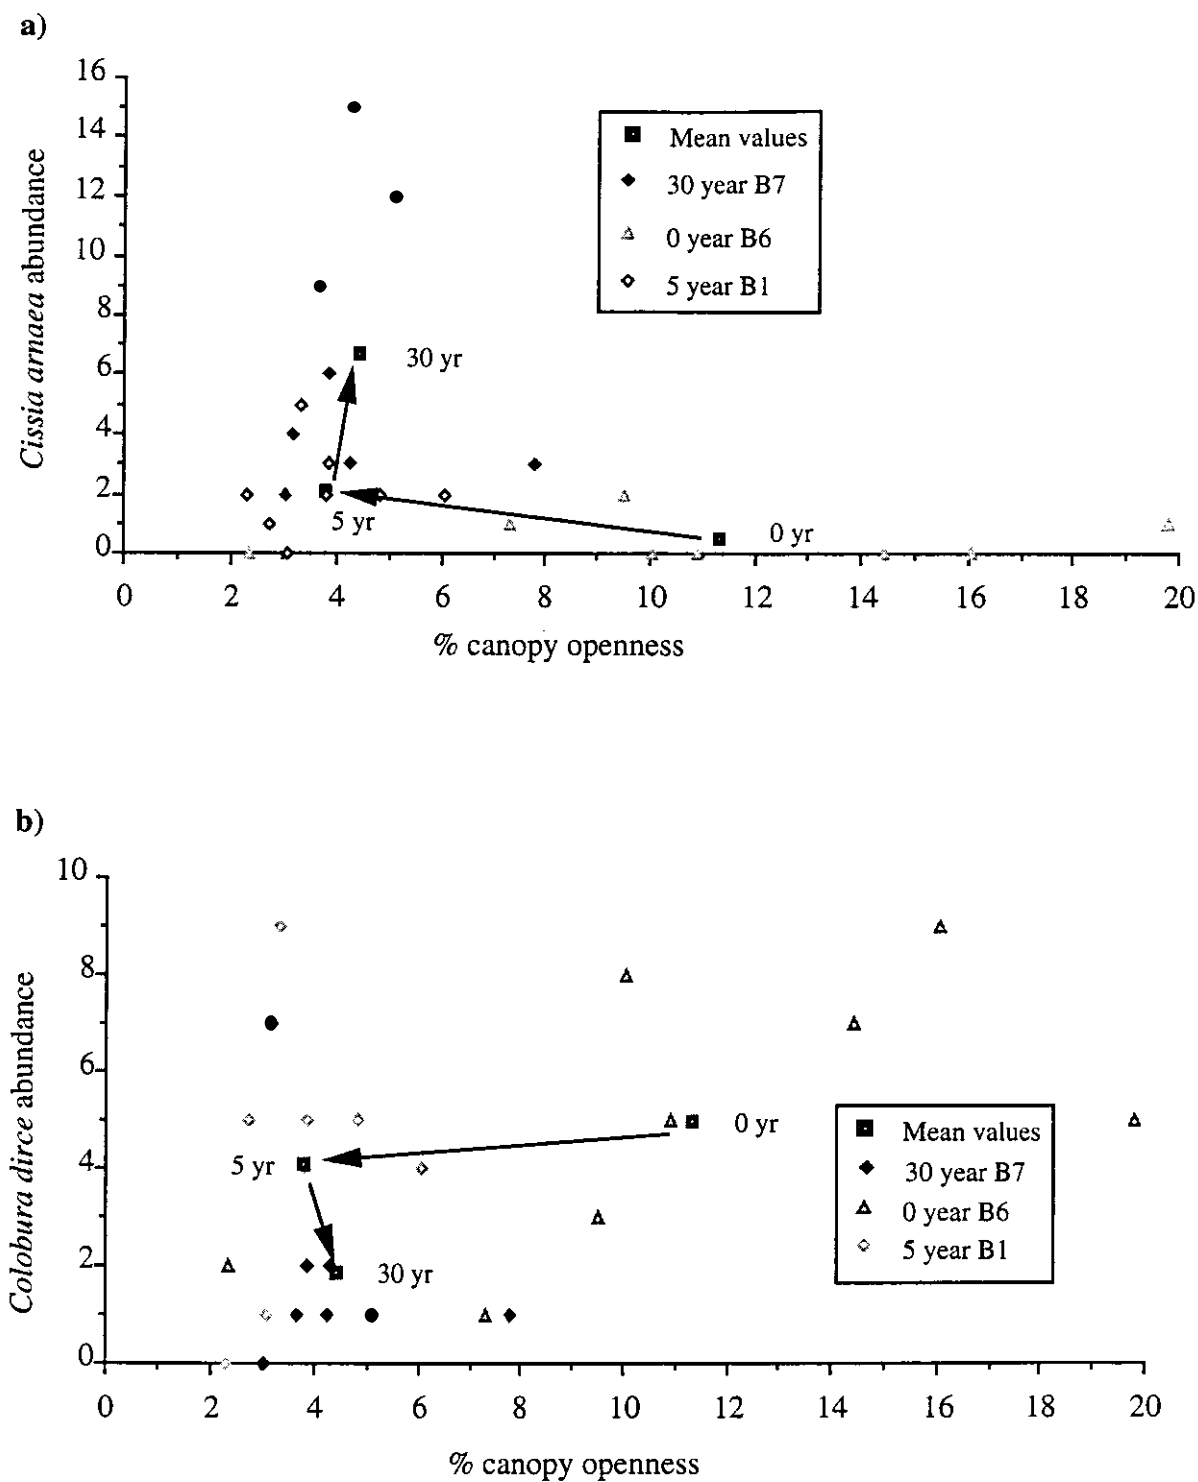 a)
16
14
12
10
8
6
4
2
0
Cissia arnaea abundance
Mean values
30 year B7
0 year B6
5 year B1
30 yr
5 yr
0 yr
0 2 4 6 8 10 12 14 16 18 20
% canopy openness
b)
10
8
6
4
2
0
Colobura dirce abundance
0 yr
5 yr
30 yr
Mean values
30 year B7
0 year B6
5 year B1
0 2 4 6 8 10 12 14 16 18 20
% canopy openness